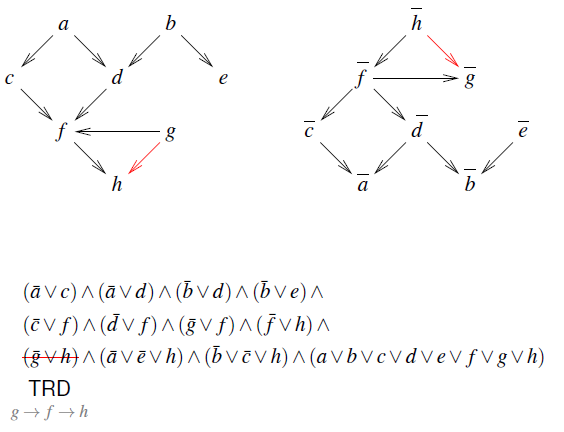 a b h̅
c d e f̅ g̅
f g c̅ d̅ e̅
h a̅ b̅
(ā ∨ c) ∧ (ā ∨ d) ∧ (b̄ ∨ d) ∧ (b̄ ∨ e) ∧
(c̄ ∨ f) ∧ (d̄ ∨ f) ∧ (ḡ ∨ f) ∧ (f̄ ∨ h) ∧
(ḡ ∨ h) ∧ (ā ∨ ē ∨ h) ∧ (b̄ ∨ c̄ ∨ h) ∧ (a ∨ b ∨ c ∨ d ∨ e ∨ f ∨ g ∨ h)
TRD
g → f → h